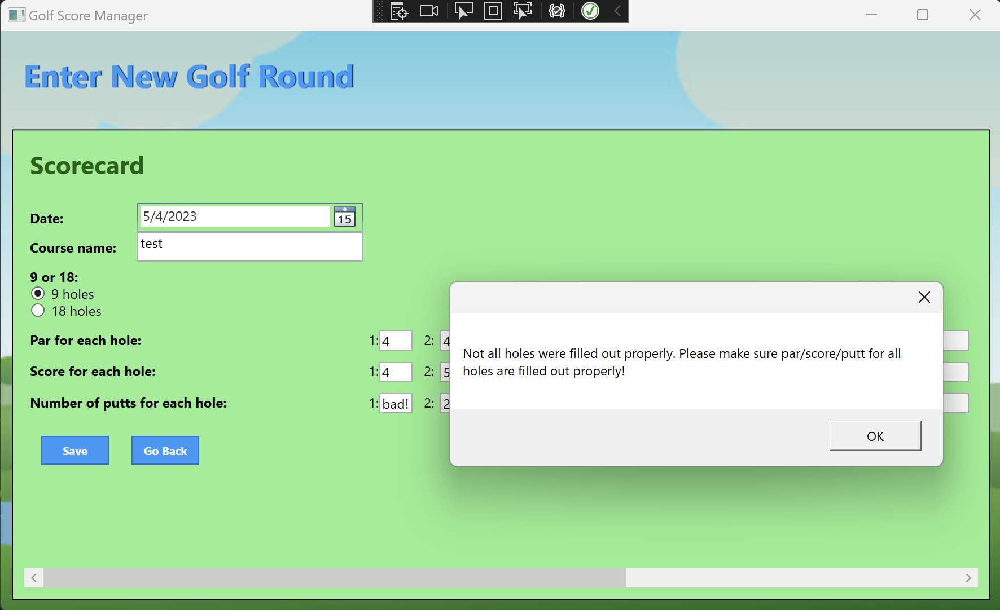 Golf Score Manager
Enter New Golf Round
Scorecard
Date: 5/4/2023 15
Course name: test
9 or 18:
9 holes
18 holes
Par for each hole: 1: 4 2: 4
Score for each hole: 1: 4 2: 5
Number of putts for each hole: 1: bad! 2: 2
Save Go Back
Not all holes were filled out properly. Please make sure par/score/putt for all
holes are filled out properly!
OK